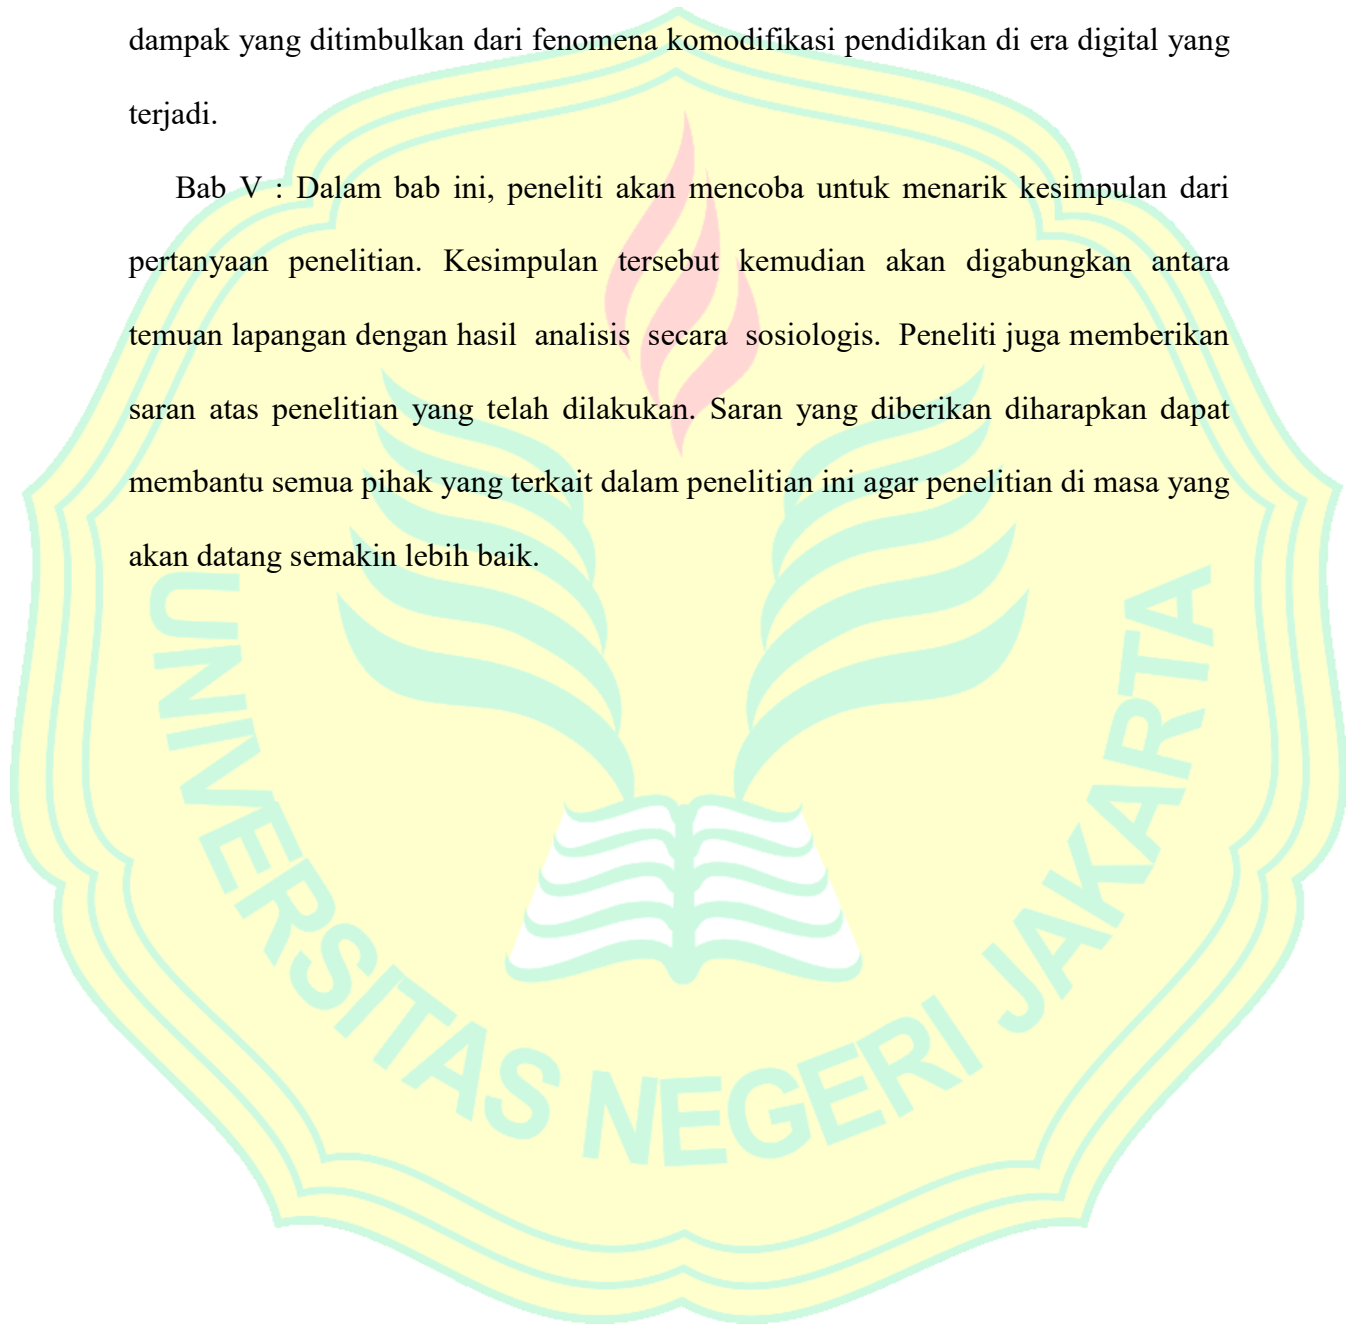 dampak yang ditimbulkan dari fenomena komodifikasi pendidikan di era digital yang
terjadi.
Bab V : Dalam bab ini, peneliti akan mencoba untuk menarik kesimpulan dari
pertanyaan penelitian. Kesimpulan tersebut kemudian akan digabungkan antara
temuan lapangan dengan hasil analisis secara sosiologis. Peneliti juga memberikan
saran atas penelitian yang telah dilakukan. Saran yang diberikan diharapkan dapat
membantu semua pihak yang terkait dalam penelitian ini agar penelitian di masa yang
akan datang semakin lebih baik.
UNIVERSITAS NEGERI JAKARTA